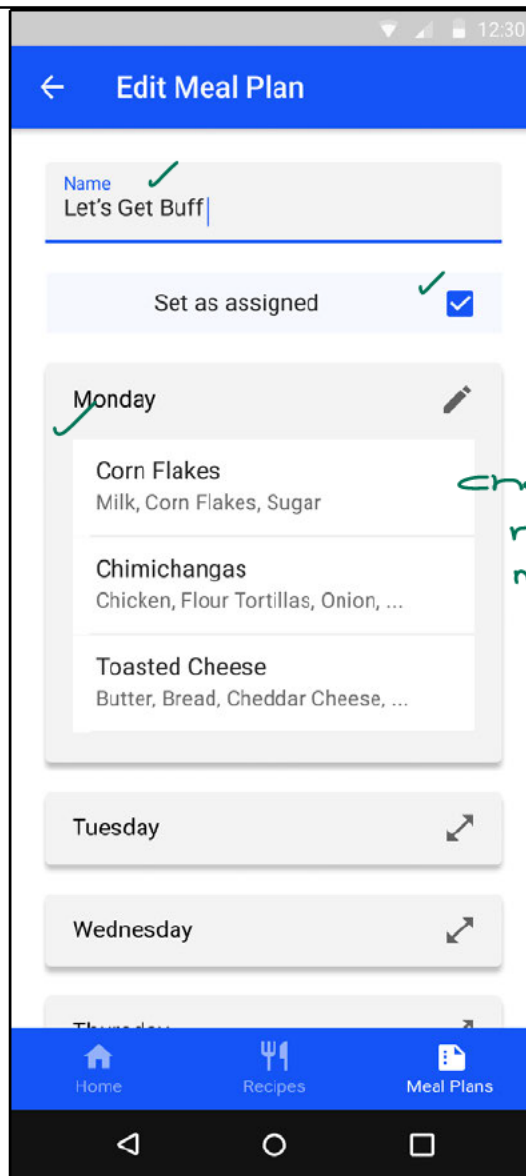 12:30
Edit Meal Plan
Name
Let's Get Buff
Set as assigned
Monday
Corn Flakes
Milk, Corn Flakes, Sugar
Chimichangas
Chicken, Flour Tortillas, Onion, ...
Toasted Cheese
Butter, Bread, Cheddar Cheese, ...
Tuesday
Wednesday
Thursday
Home Recipes Meal Plans